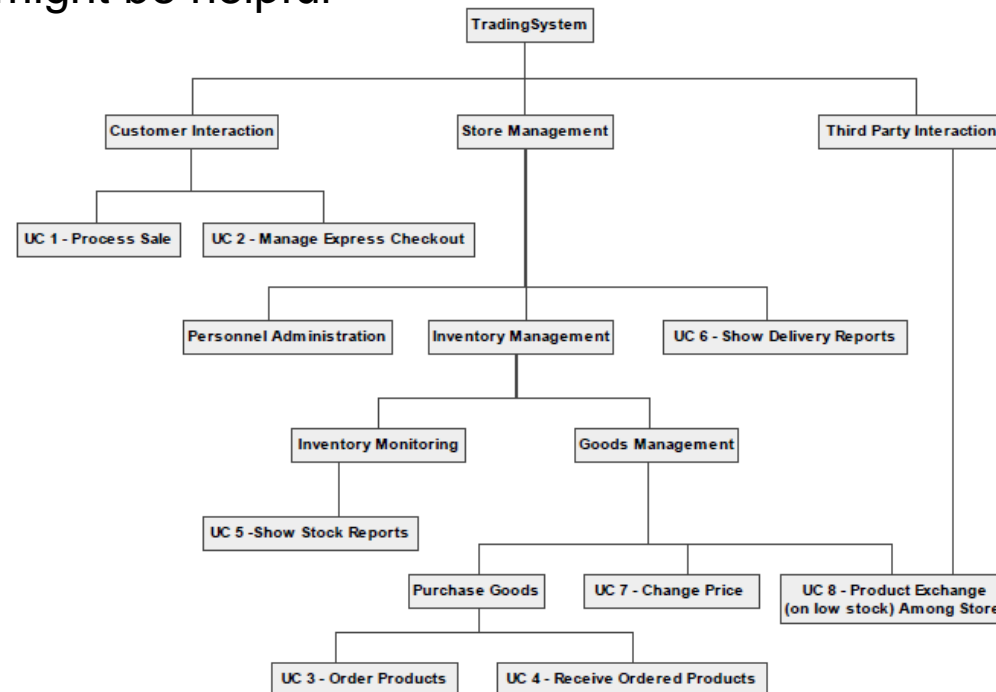 might be helpful
TradingSystem
Customer Interaction
Store Management
Third Party Interaction
UC 1 - Process Sale
UC 2 - Manage Express Checkout
Personnel Administration
Inventory Management
UC 6 - Show Delivery Reports
Inventory Monitoring
Goods Management
UC 5 -Show Stock Reports
Purchase Goods
UC 7 - Change Price
UC 8 - Product Exchange
(on low stock) Among Store
UC 3 - Order Products
UC 4 - Receive Ordered Products